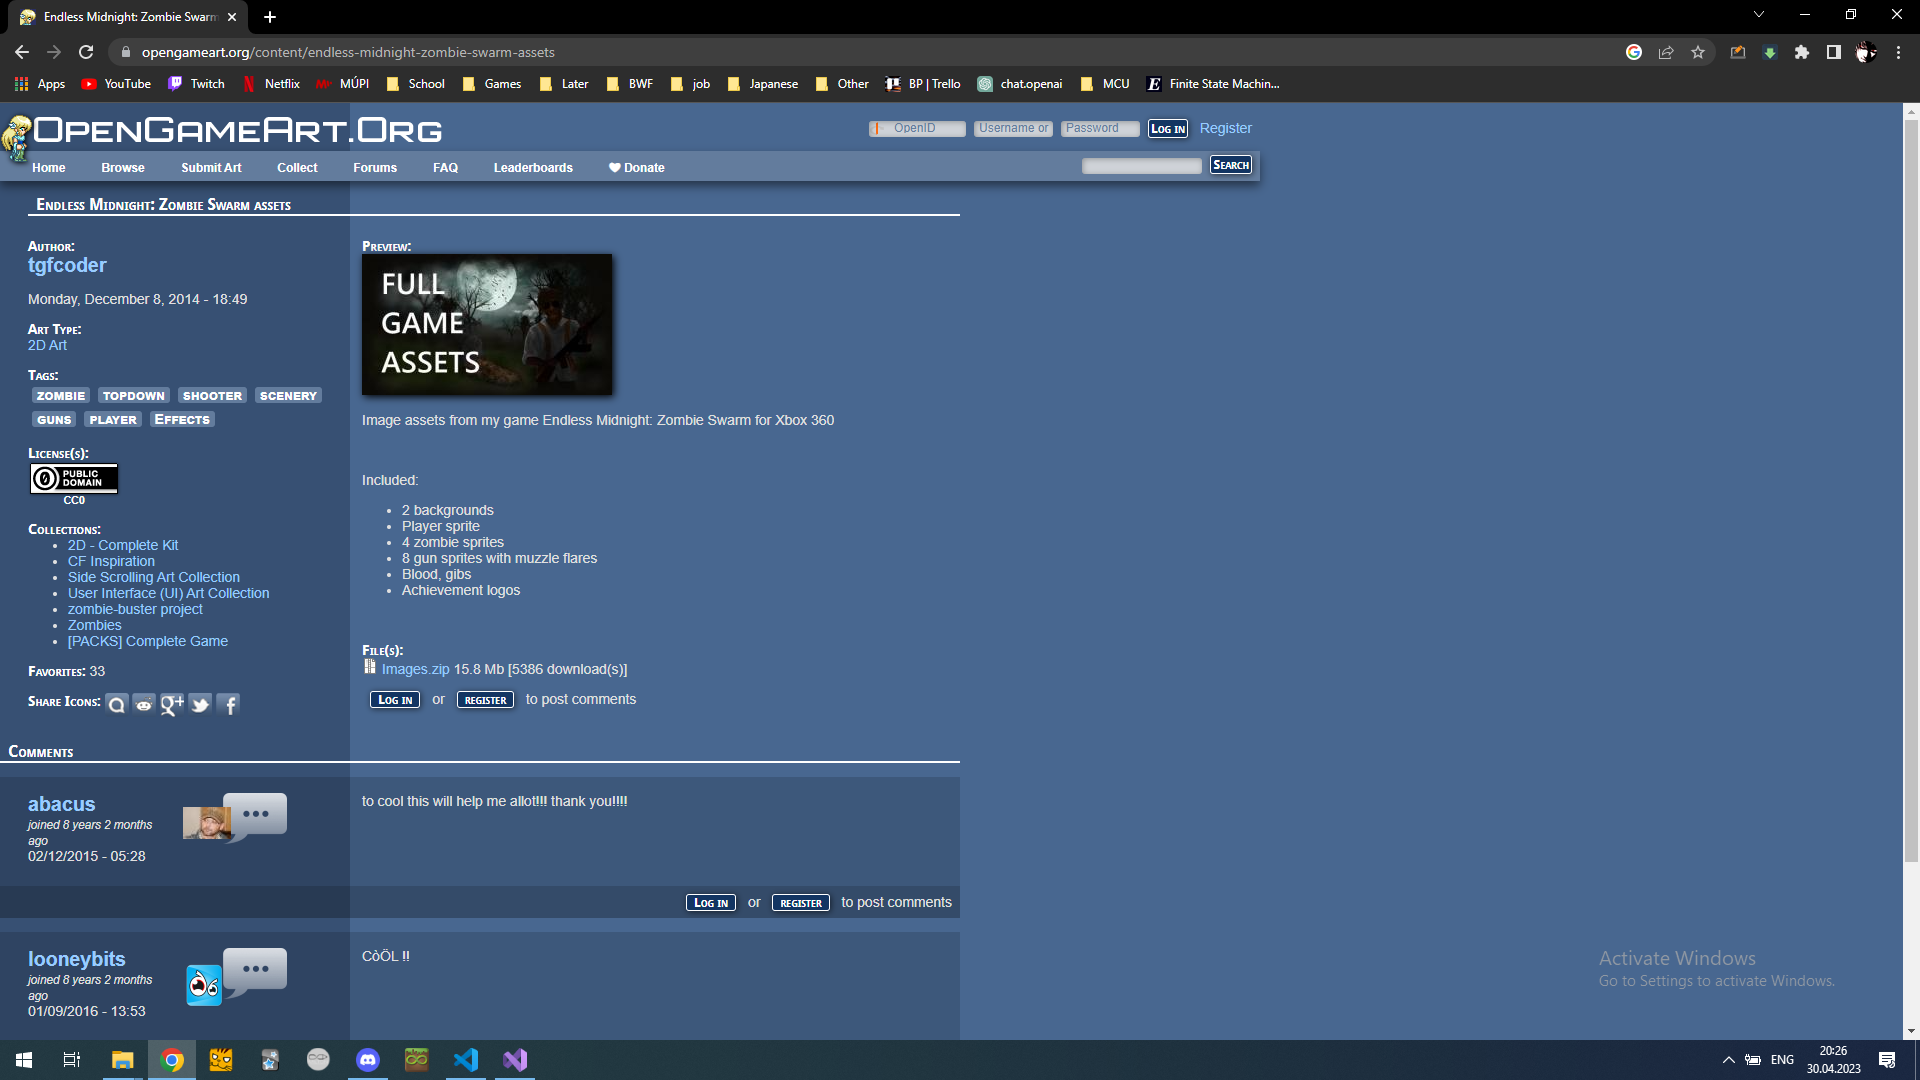 Endless Midnight: Zombie Swarm
opengameart.org/content/endless-midnight-zombie-swarm-assets
Apps
YouTube
Twitch
Netflix
MÚPI
School
Games
Later
BWF
job
Japanese
Other
BP | Trello
chat.openai
MCU
Finite State Machin...
OpenGameArt.Org
OpenID
Username or
Password
Log in
Register
Home
Browse
Submit Art
Collect
Forums
FAQ
Leaderboards
Donate
Search
Endless Midnight: Zombie Swarm assets
Author:
tgfcoder
Monday, December 8, 2014 - 18:49
Art Type:
2D Art
Tags:
zombie topdown shooter scenery
guns player Effects
License(s):
PUBLIC
DOMAIN
CC0
Collections:
2D - Complete Kit
CF Inspiration
Side Scrolling Art Collection
User Interface (UI) Art Collection
zombie-buster project
Zombies
[PACKS] Complete Game
Favorites: 33
Share Icons:
Preview:
FULL
GAME
ASSETS
Image assets from my game Endless Midnight: Zombie Swarm for Xbox 360
Included:
2 backgrounds
Player sprite
4 zombie sprites
8 gun sprites with muzzle flares
Blood, gibs
Achievement logos
File(s):
Images.zip 15.8 Mb [5386 download(s)]
Log in or register to post comments
Comments
abacus
joined 8 years 2 months
ago
02/12/2015 - 05:28
to cool this will help me allot!!! thank you!!!!
Log in or register to post comments
looneybits
joined 8 years 2 months
ago
01/09/2016 - 13:53
CòÖL !!
Activate Windows
Go to Settings to activate Windows.
ENG
20:26
30.04.2023